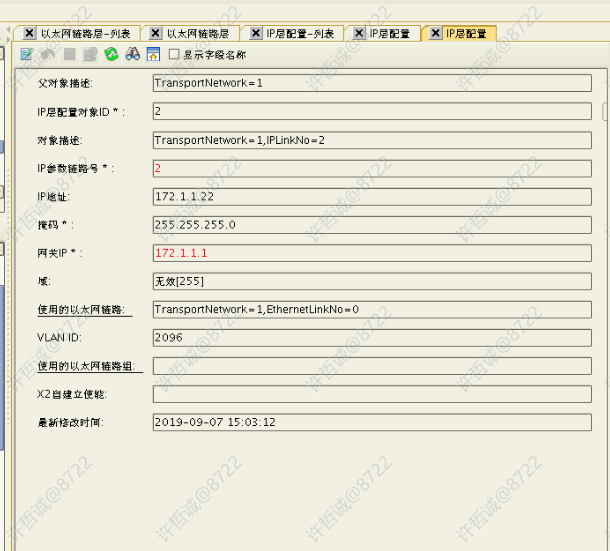 以太网链路层-列表 以太网链路层 IP层配置-列表 IP层配置 IP层配置
显示字段名称
父对象描述: TransportNetwork=1
IP层配置对象ID * : 2
对象描述: TransportNetwork=1,IPLinkNo=2
IP参数链路号 * : 2
IP地址: 172.1.1.22
掩码 * : 255.255.255.0
网关IP * : 172.1.1.1
域: 无效[255]
使用的以太网链路: TransportNetwork=1,EthernetLinkNo=0
VLAN ID: 2096
使用的以太网链路组:
X2自建立使能:
最新修改时间: 2019-09-07 15:03:12
许哲诚@8722